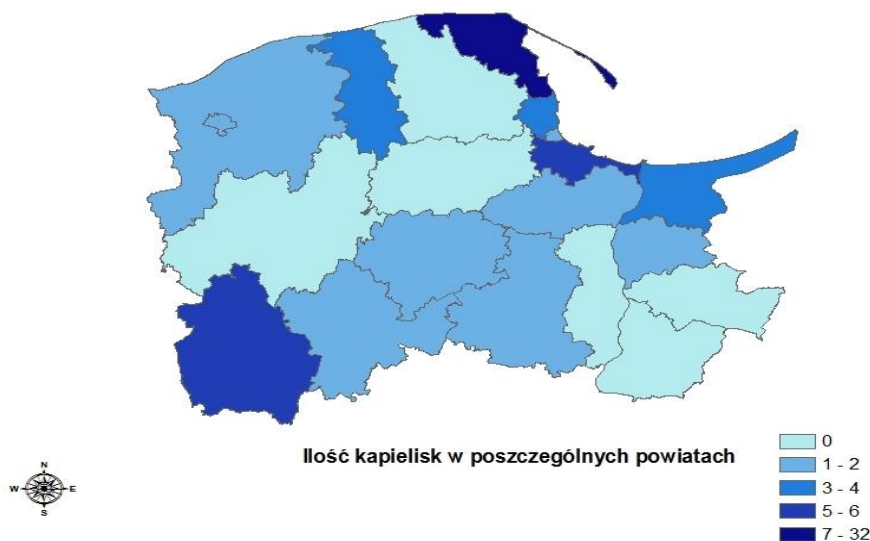 Ilość kapielisk w poszczególnych powiatach
0
1 - 2
3 - 4
5 - 6
7 - 32
N
W E
S